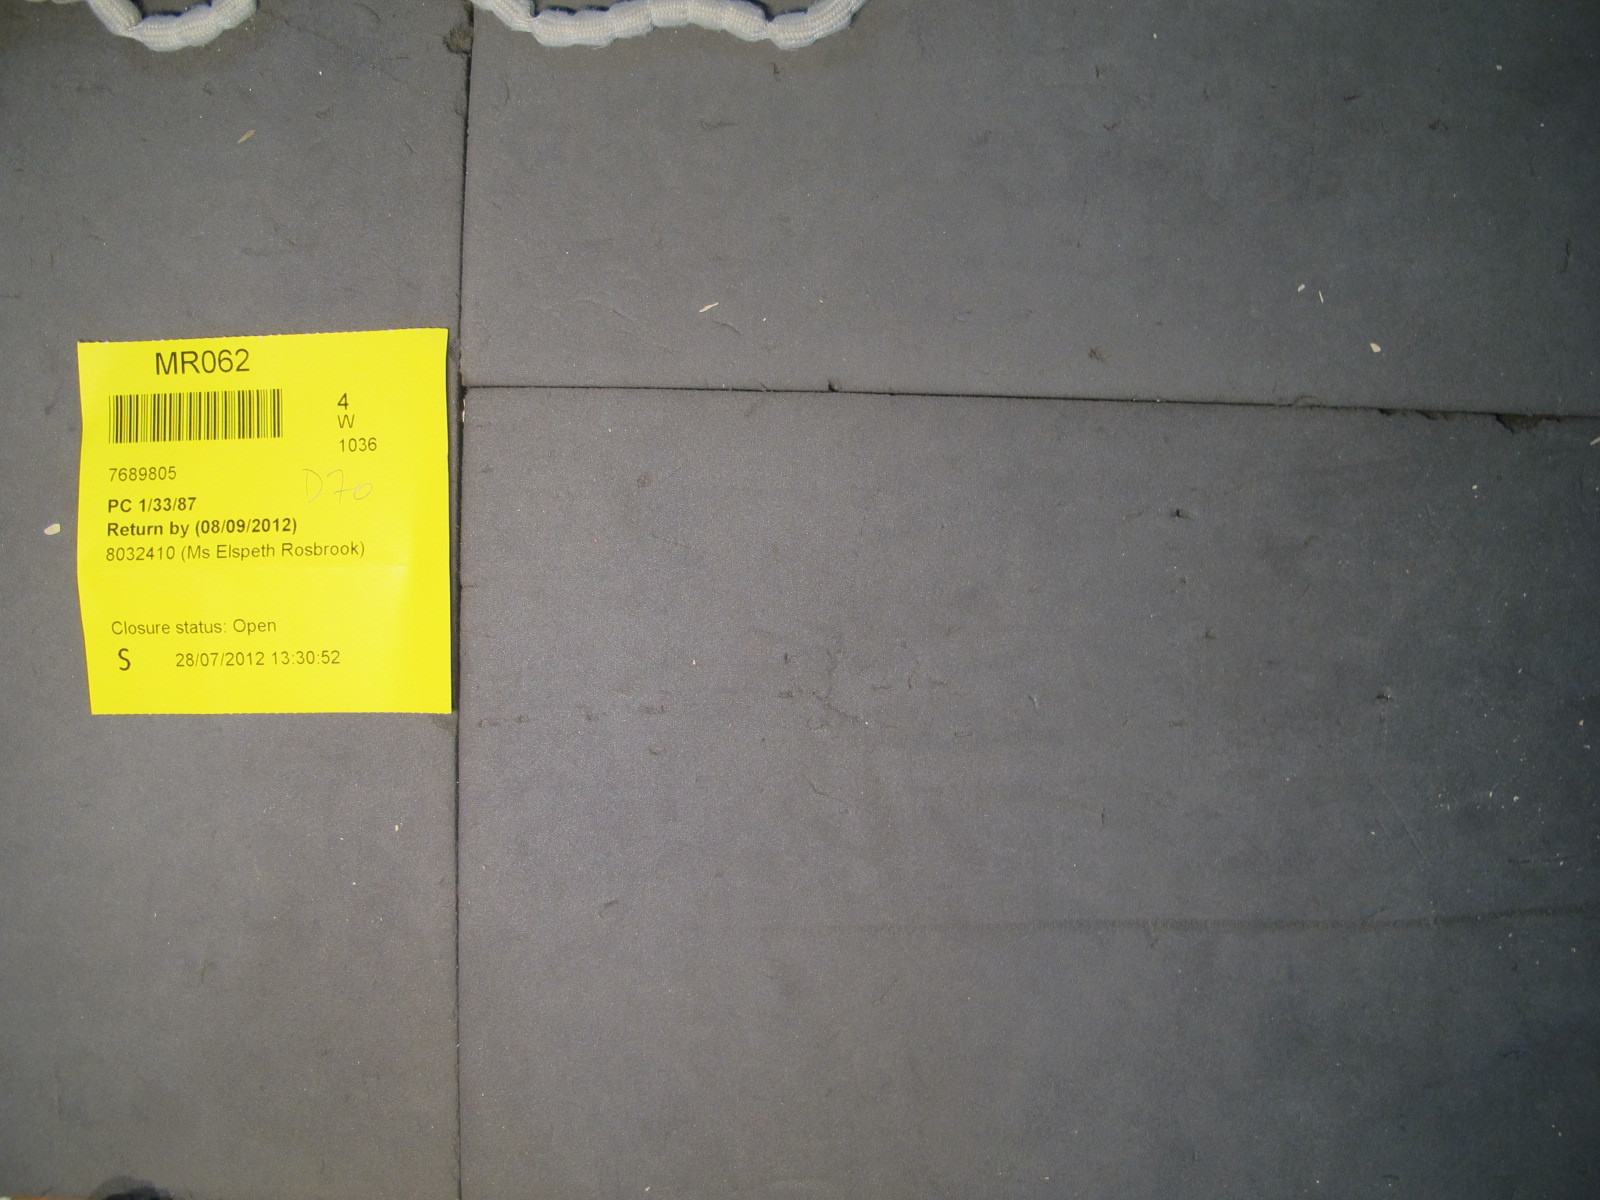 MR062
4
W
1036
7689805
D70
PC 1/33/87
Return by (08/09/2012)
8032410 (Ms Elspeth Rosbrook)
Closure status: Open
S 28/07/2012 13:30:52